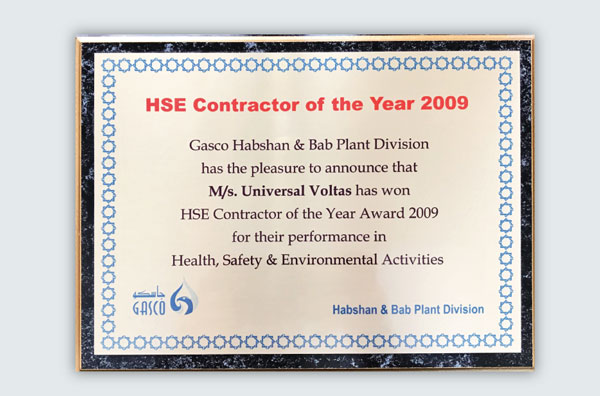 HSE Contractor of the Year 2009
Gasco Habshan & Bab Plant Division
has the pleasure to announce that
M/s. Universal Voltas has won
HSE Contractor of the Year Award 2009
for their performance in
Health, Safety & Environmental Activities
جاسكو
GASCO
Habshan & Bab Plant Division